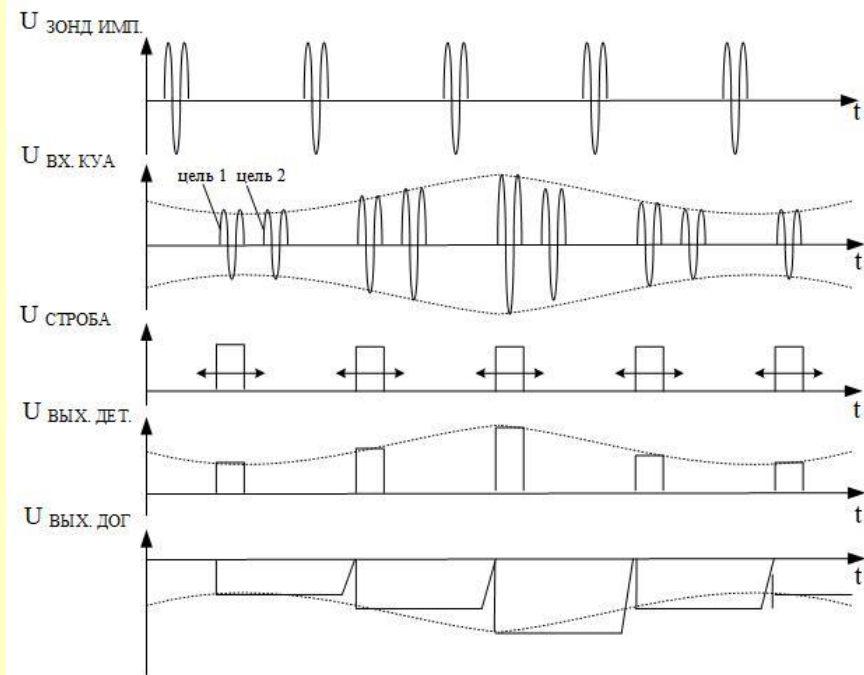 U ЗОНД. ИМП.
t
U ВХ. КУА
цель 1 цель 2
t
U СТРОБА
t
U ВЫХ. ДЕТ.
t
U ВЫХ. ДОГ
t